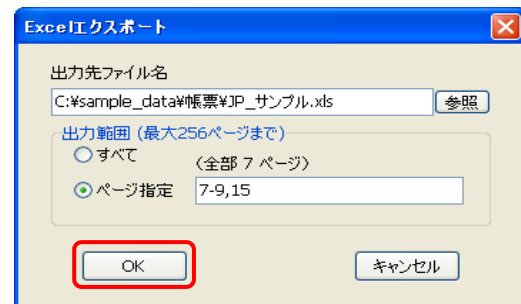 Excelエクスポート
出力先ファイル名
C:¥sample_data¥帳票¥JP_サンプル.xls 参照
出力範囲 (最大256ページまで)
すべて (全部 7 ページ)
ページ指定 7-9,15
OK キャンセル